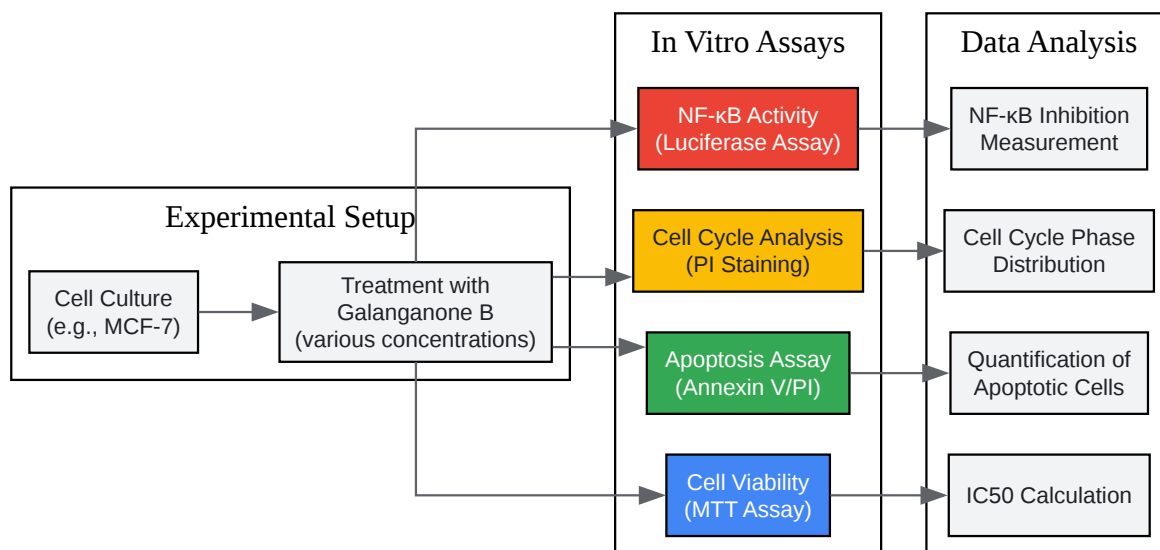 Experimental Setup
Cell Culture
(e.g., MCF-7)
Treatment with
Galanganone B
(various concentrations)
In Vitro Assays
NF-κB Activity
(Luciferase Assay)
Cell Cycle Analysis
(PI Staining)
Apoptosis Assay
(Annexin V/PI)
Cell Viability
(MTT Assay)
Data Analysis
NF-κB Inhibition
Measurement
Cell Cycle Phase
Distribution
Quantification of
Apoptotic Cells
IC50 Calculation